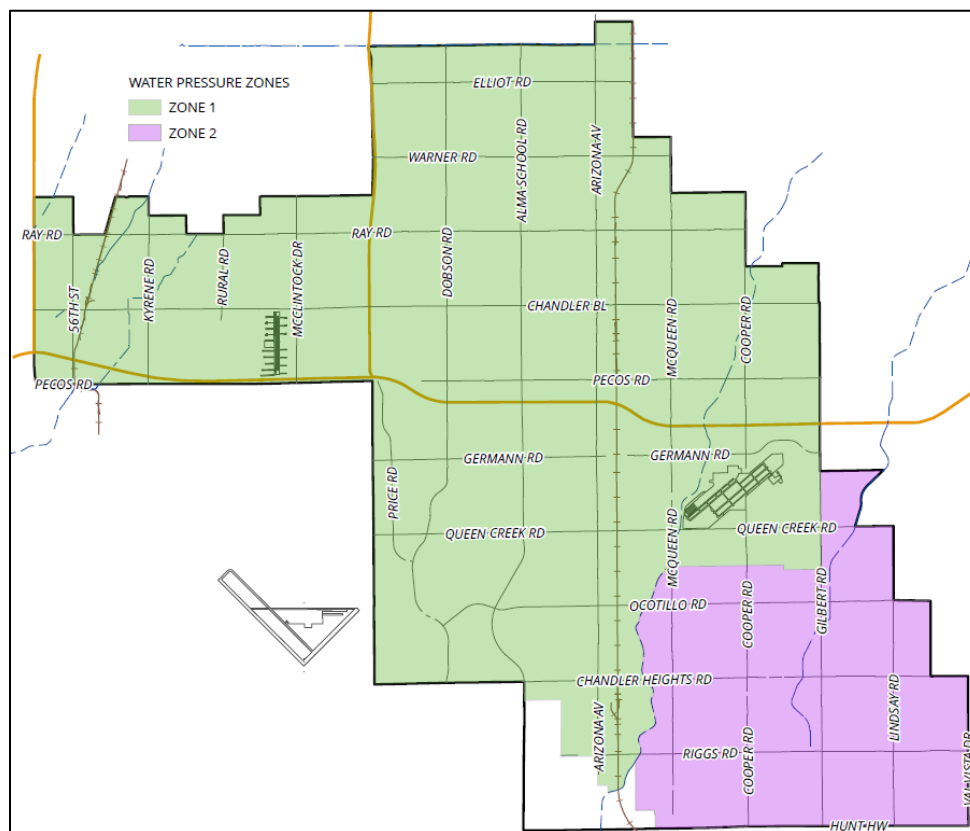 WATER PRESSURE ZONES
ZONE 1
ZONE 2
ELLIOT RD
WARNER RD
ALMA SCHOOL RD
ARIZONA AV
RAY RD
RAY RD
56TH ST
KYRENE RD
RURAL RD
MCCLINTOCK DR
DOBSON RD
CHANDLER BL
MCQUEEN RD
COOPER RD
PECOS RD
PECOS RD
PRICE RD
GERMANN RD
GERMANN RD
QUEEN CREEK RD
MCQUEEN RD
QUEEN CREEK RD
OCOTILLO RD
COOPER RD
GILBERT RD
CHANDLER HEIGHTS RD
LINDSAY RD
ARIZONA AV
RIGGS RD
COOPER RD
VAL VISTA DR
HUNT HW